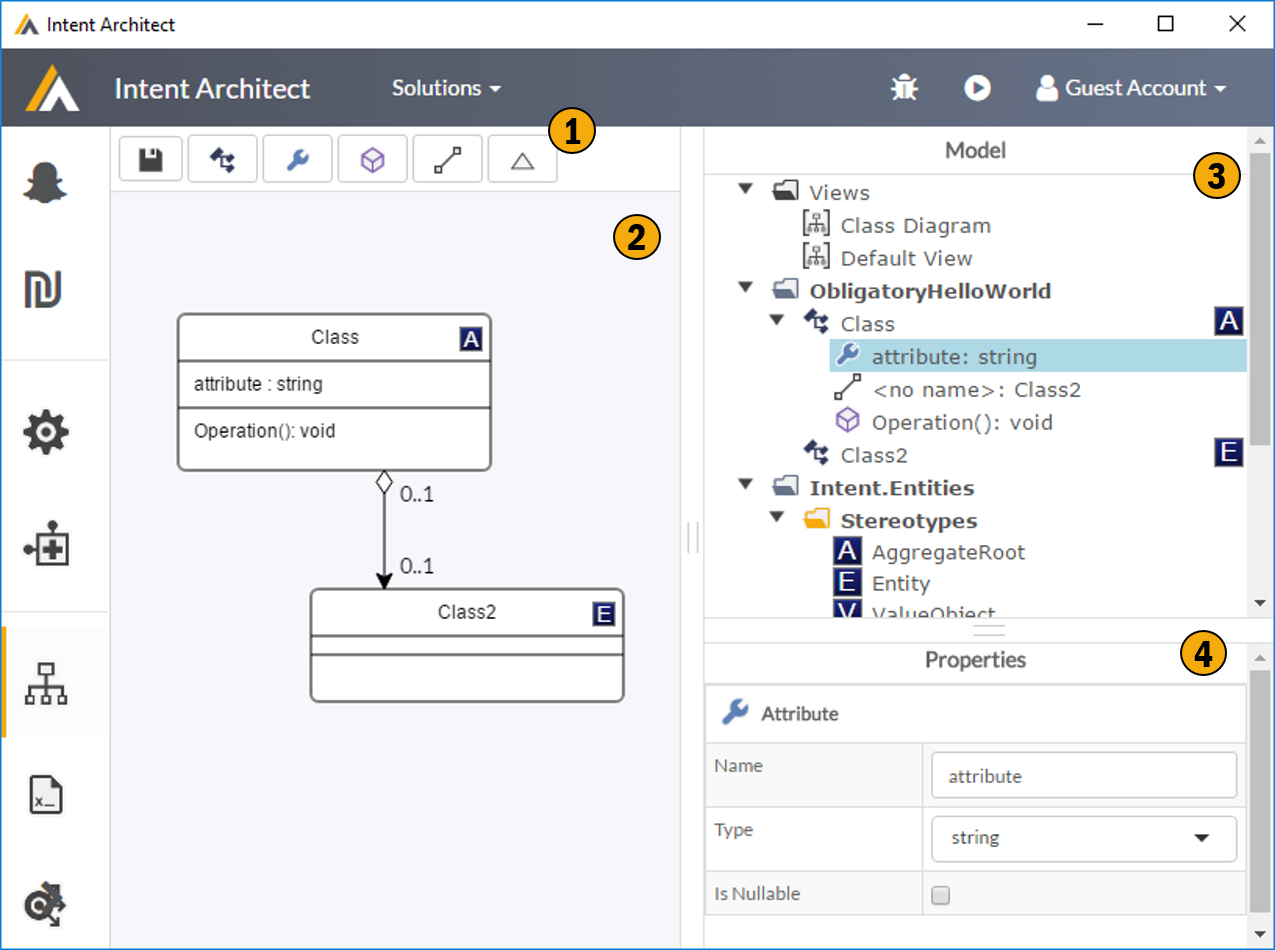 Intent Architect
Intent Architect Solutions Guest Account
1
2
Class A
attribute : string
Operation(): void
0..1
0..1
Class2 E
Model
3
Views
Class Diagram
Default View
ObligatoryHelloWorld
Class A
attribute: string
<no name>: Class2
Operation(): void
Class2 E
Intent.Entities
Stereotypes
A AggregateRoot
E Entity
V ValueObject
Properties
4
Attribute
Name attribute
Type string
Is Nullable
x_